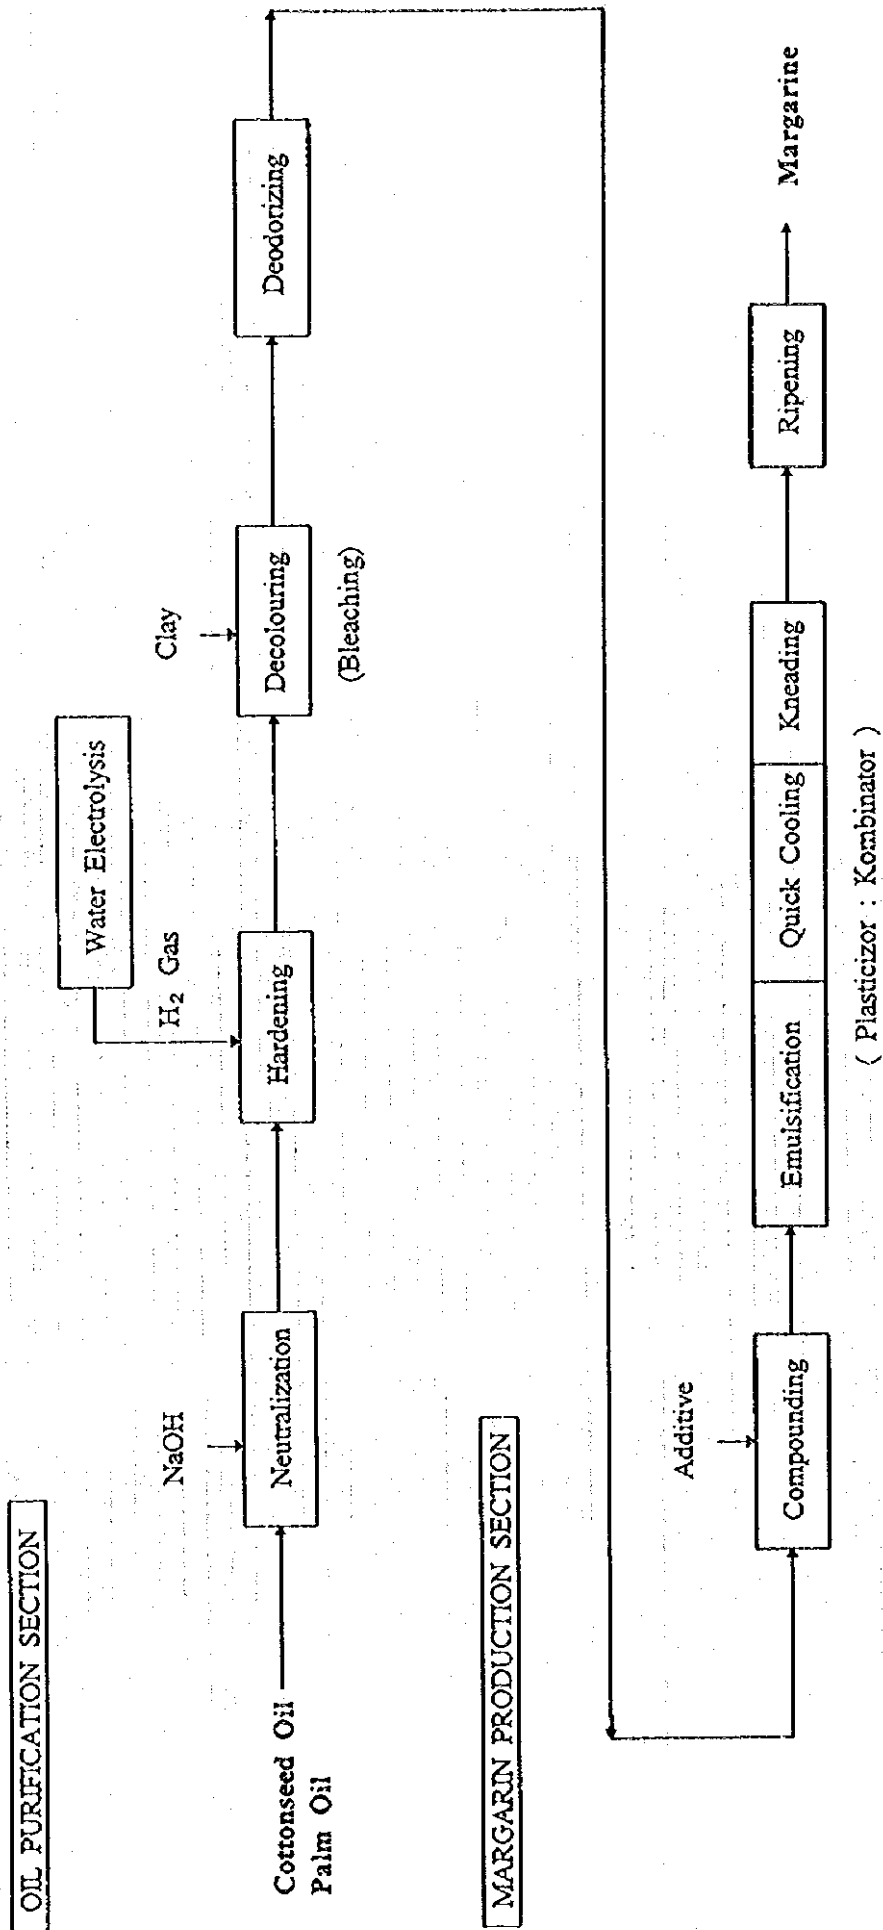 OIL PURIFICATION SECTION
Water Electrolysis
H₂ Gas
NaOH
Clay
Cottonseed Oil
Palm Oil
Neutralization
Hardening
Decolouring
(Bleaching)
Deodorizing
MARGARIN PRODUCTION SECTION
Additive
Compounding
Emulsification
Quick Cooling
Kneading
( Plasticizor : Kombinator )
Ripening
Margarine